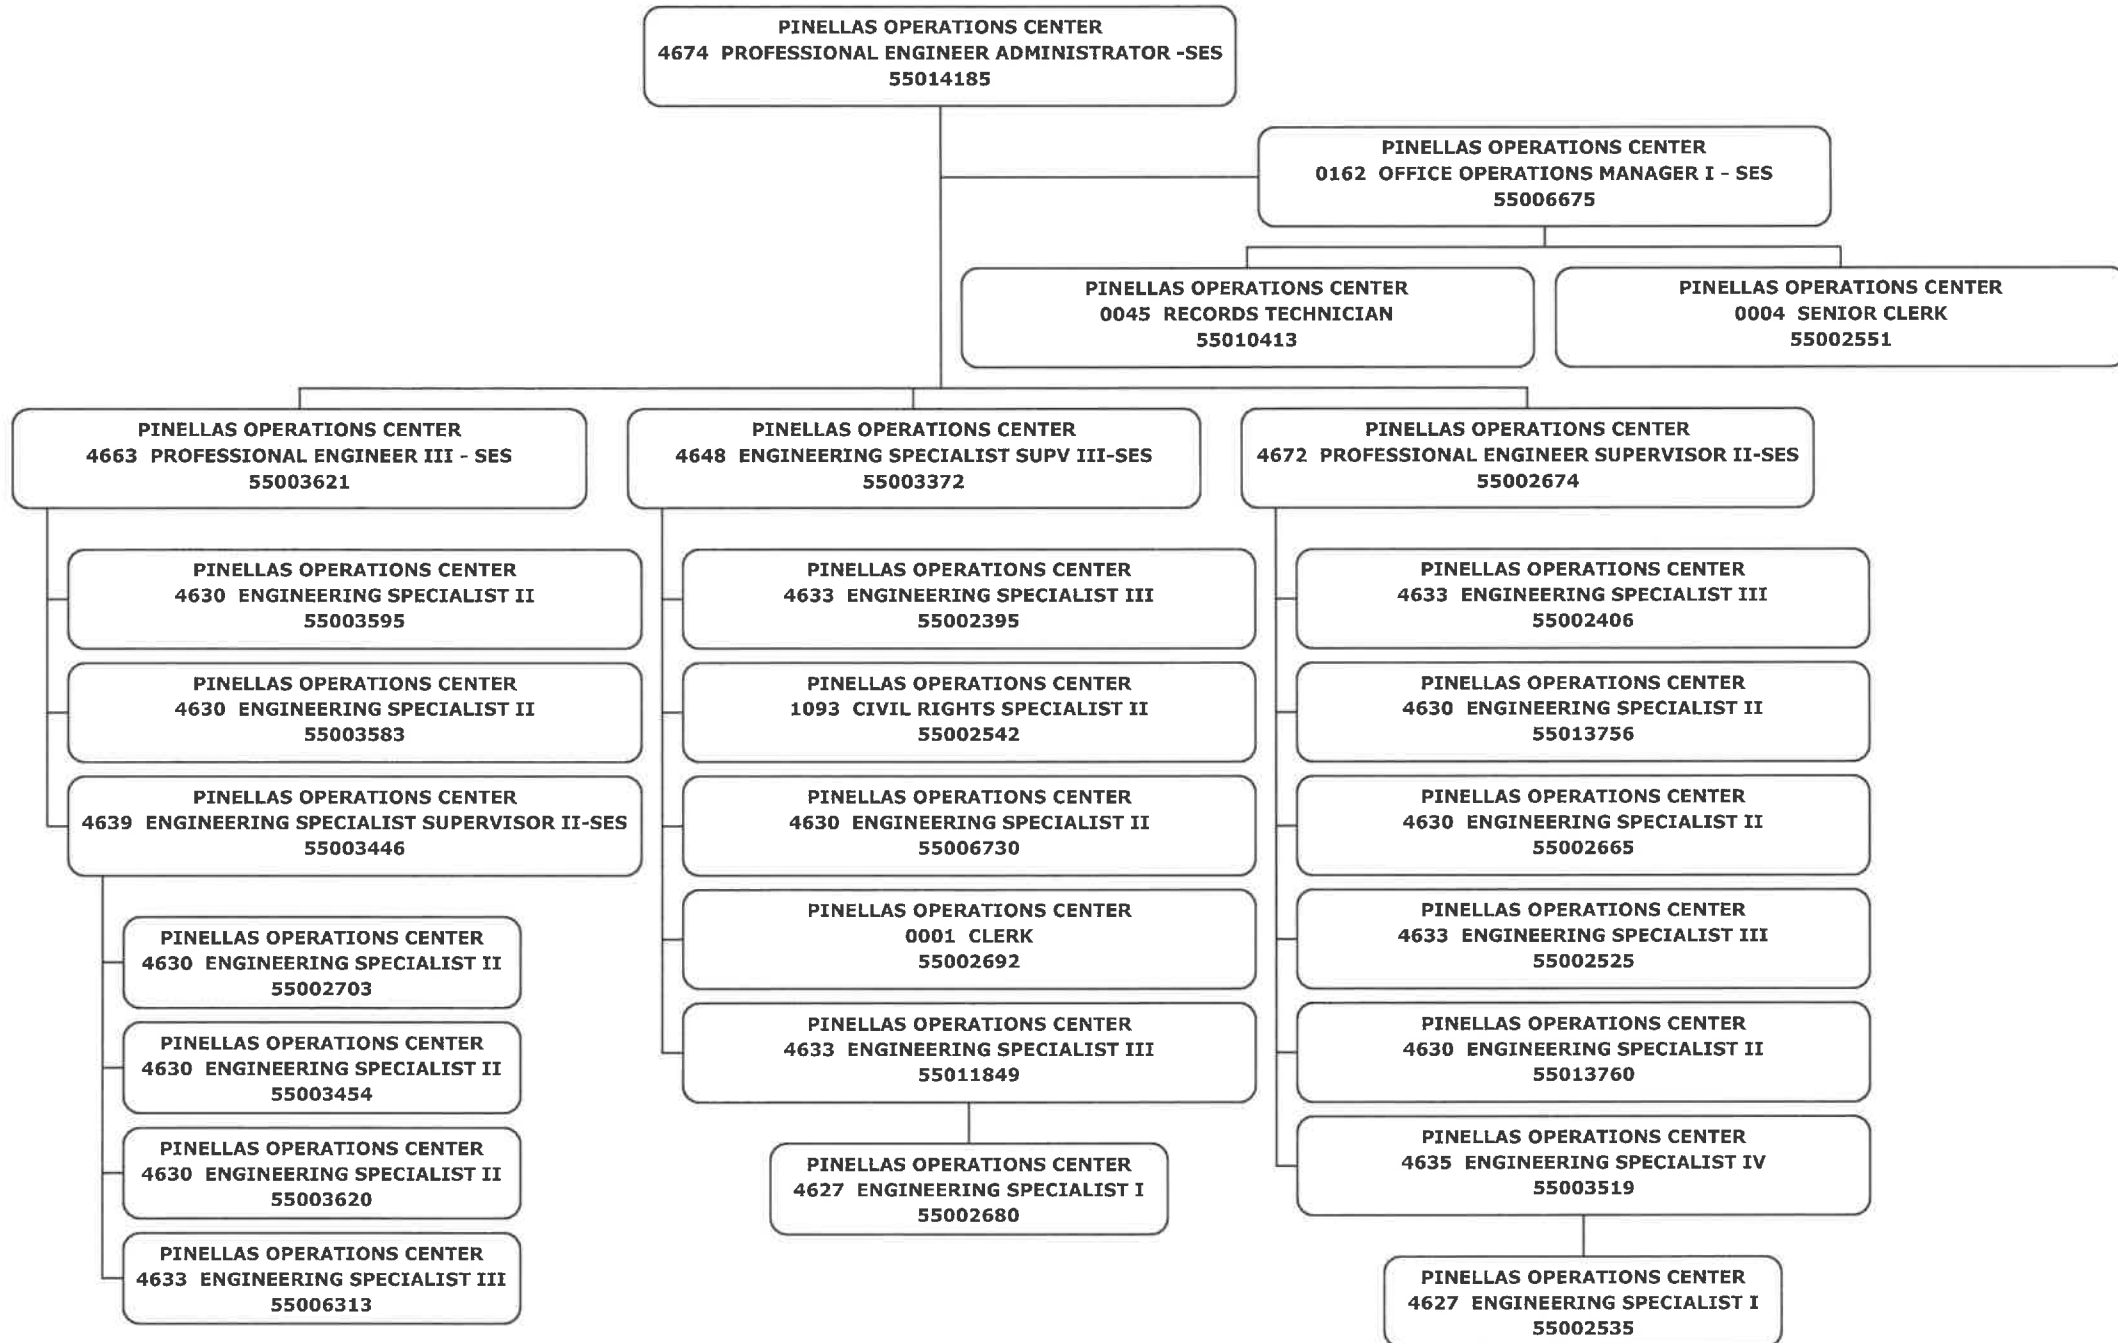 PINELLAS OPERATIONS CENTER
4674 PROFESSIONAL ENGINEER ADMINISTRATOR -SES
55014185
PINELLAS OPERATIONS CENTER
0162 OFFICE OPERATIONS MANAGER I - SES
55006675
PINELLAS OPERATIONS CENTER
0045 RECORDS TECHNICIAN
55010413
PINELLAS OPERATIONS CENTER
0004 SENIOR CLERK
55002551
PINELLAS OPERATIONS CENTER
4663 PROFESSIONAL ENGINEER III - SES
55003621
PINELLAS OPERATIONS CENTER
4630 ENGINEERING SPECIALIST II
55003595
PINELLAS OPERATIONS CENTER
4630 ENGINEERING SPECIALIST II
55003583
PINELLAS OPERATIONS CENTER
4639 ENGINEERING SPECIALIST SUPERVISOR II-SES
55003446
PINELLAS OPERATIONS CENTER
4630 ENGINEERING SPECIALIST II
55002703
PINELLAS OPERATIONS CENTER
4630 ENGINEERING SPECIALIST II
55003454
PINELLAS OPERATIONS CENTER
4630 ENGINEERING SPECIALIST II
55003620
PINELLAS OPERATIONS CENTER
4633 ENGINEERING SPECIALIST III
55006313
PINELLAS OPERATIONS CENTER
4648 ENGINEERING SPECIALIST SUPV III-SES
55003372
PINELLAS OPERATIONS CENTER
4633 ENGINEERING SPECIALIST III
55002395
PINELLAS OPERATIONS CENTER
1093 CIVIL RIGHTS SPECIALIST II
55002542
PINELLAS OPERATIONS CENTER
4630 ENGINEERING SPECIALIST II
55006730
PINELLAS OPERATIONS CENTER
0001 CLERK
55002692
PINELLAS OPERATIONS CENTER
4633 ENGINEERING SPECIALIST III
55011849
PINELLAS OPERATIONS CENTER
4627 ENGINEERING SPECIALIST I
55002680
PINELLAS OPERATIONS CENTER
4672 PROFESSIONAL ENGINEER SUPERVISOR II-SES
55002674
PINELLAS OPERATIONS CENTER
4633 ENGINEERING SPECIALIST III
55002406
PINELLAS OPERATIONS CENTER
4630 ENGINEERING SPECIALIST II
55013756
PINELLAS OPERATIONS CENTER
4630 ENGINEERING SPECIALIST II
55002665
PINELLAS OPERATIONS CENTER
4633 ENGINEERING SPECIALIST III
55002525
PINELLAS OPERATIONS CENTER
4630 ENGINEERING SPECIALIST II
55013760
PINELLAS OPERATIONS CENTER
4635 ENGINEERING SPECIALIST IV
55003519
PINELLAS OPERATIONS CENTER
4627 ENGINEERING SPECIALIST I
55002535